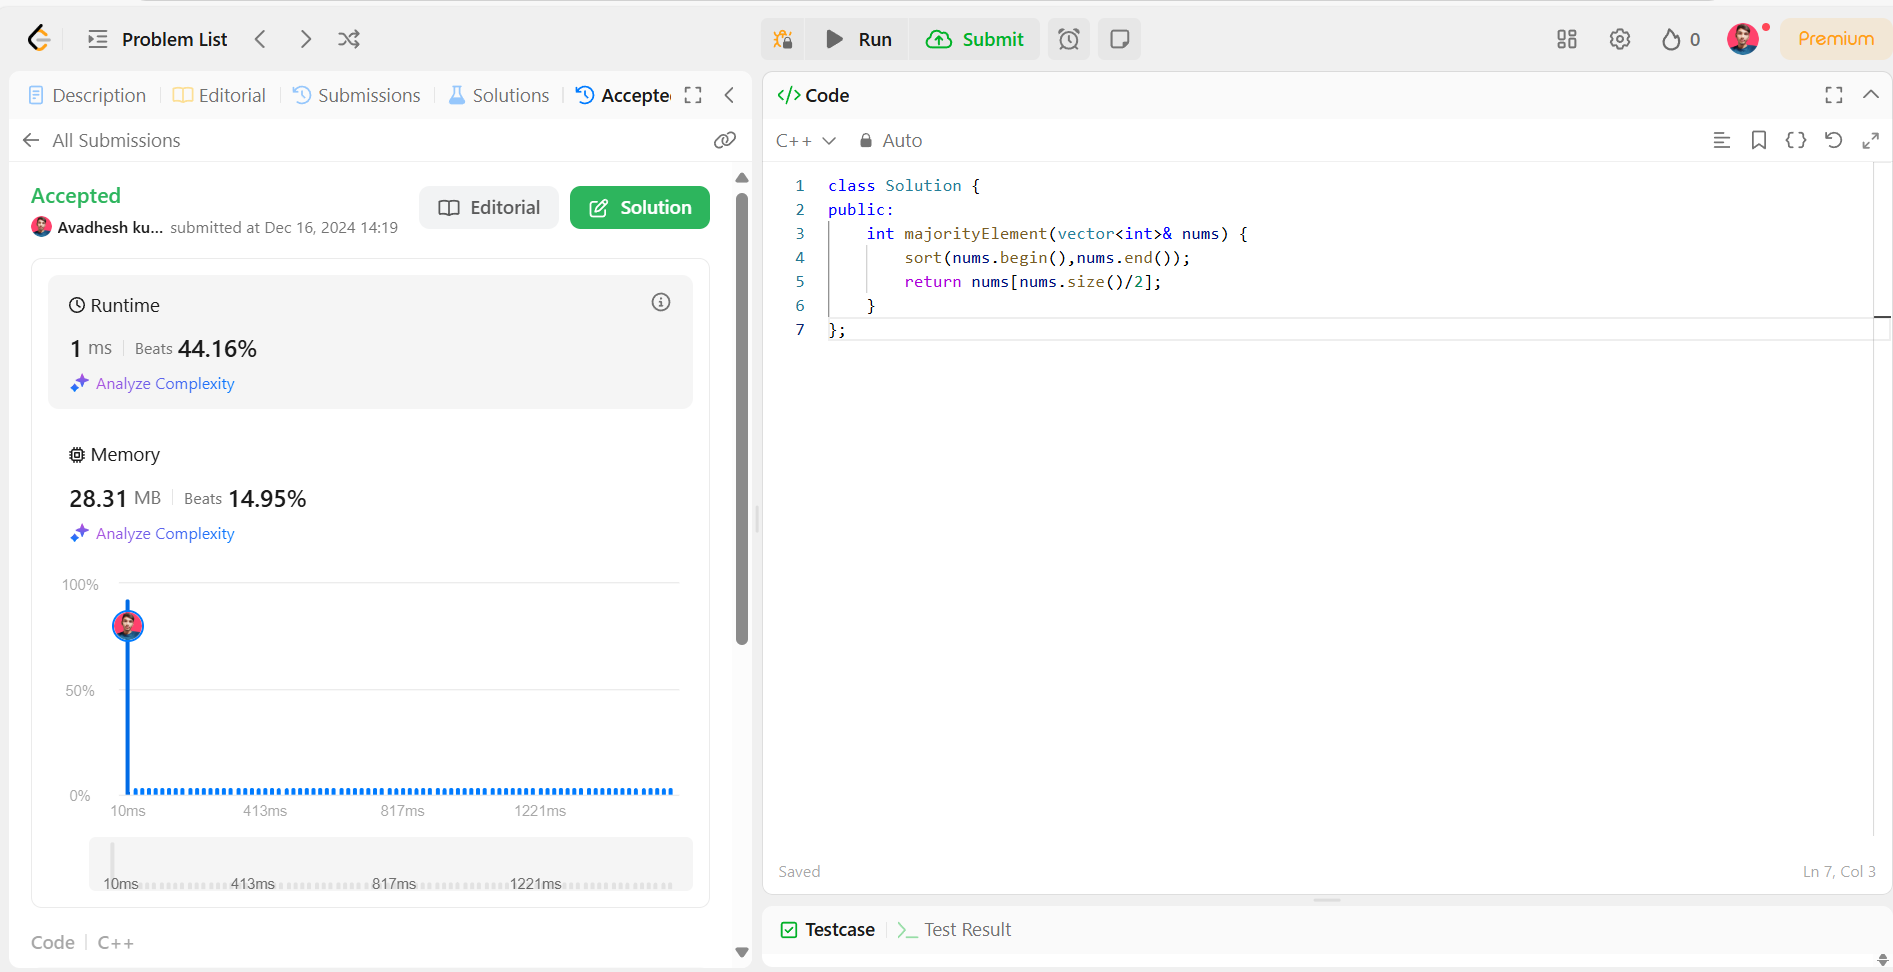 Problem List
Run
Submit
0
Premium
Description
Editorial
Submissions
Solutions
Accepte
All Submissions
Accepted
Avadhesh ku... submitted at Dec 16, 2024 14:19
Editorial
Solution
Runtime
1 ms Beats 44.16%
Analyze Complexity
Memory
28.31 MB Beats 14.95%
Analyze Complexity
100%
50%
0%
10ms 413ms 817ms 1221ms
10ms 413ms 817ms 1221ms
Code C++
</> Code
C++ Auto
1 class Solution {
2 public:
3 int majorityElement(vector<int>& nums) {
4 sort(nums.begin(),nums.end());
5 return nums[nums.size()/2];
6 }
7 };
Saved
Ln 7, Col 3
Testcase
Test Result